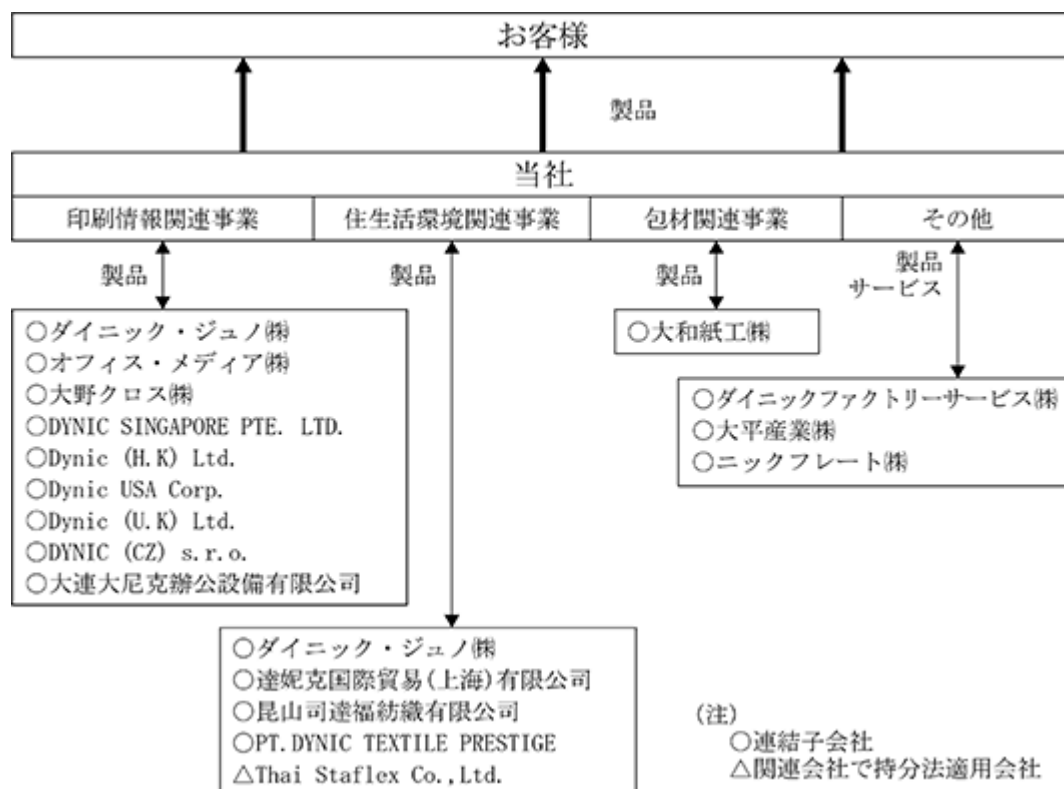 お客様
製品
当社
印刷情報関連事業
住生活環境関連事業
包材関連事業
その他
製品
製品
製品
製品
サービス
○ダイニック・ジュノ㈱
○オフィス・メディア㈱
○大野クロス㈱
○DYNIC SINGAPORE PTE. LTD.
○Dynic (H.K) Ltd.
○Dynic USA Corp.
○Dynic (U.K) Ltd.
○DYNIC (CZ) s.r.o.
○大連大尼克辦公設備有限公司
○大和紙工㈱
○ダイニックファクトリーサービス㈱
○大平産業㈱
○ニックフレート㈱
○ダイニック・ジュノ㈱
○達妮克国際貿易(上海)有限公司
○昆山司達福紡織有限公司
○PT.DYNIC TEXTILE PRESTIGE
△Thai Staflex Co.,Ltd.
(注)
○連結子会社
△関連会社で持分法適用会社